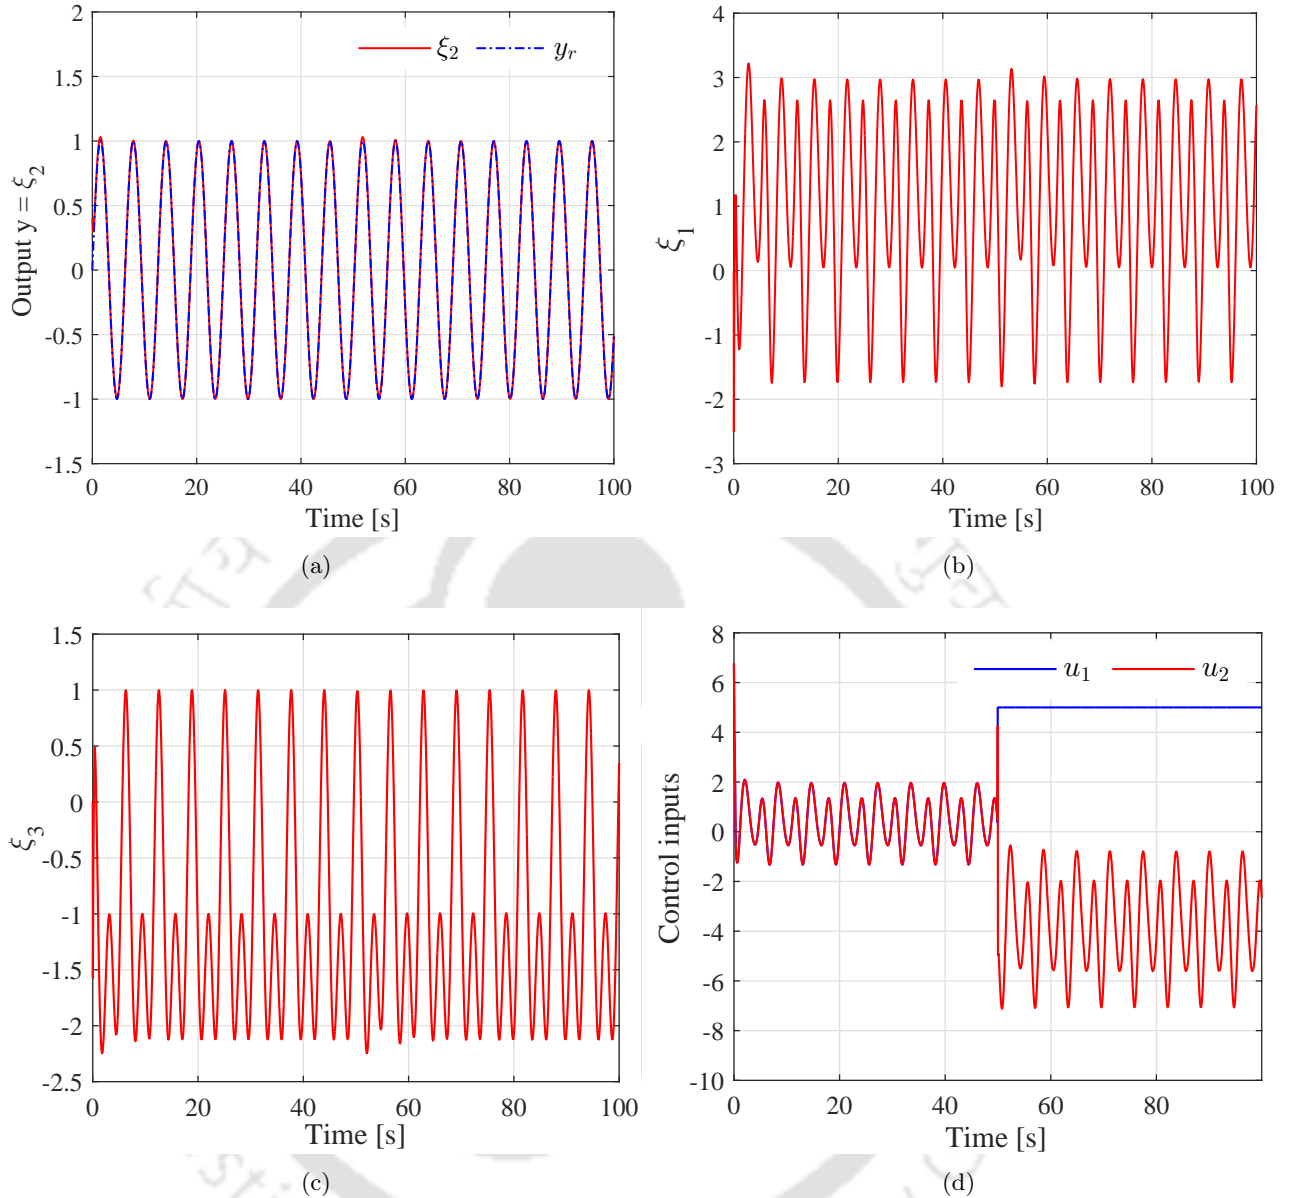 2
1.5
1
0.5
0
-0.5
-1
-1.5
ξ2 yr
Output y = ξ2
0 20 40 60 80 100
Time [s]
(a)
4
3
2
1
0
-1
-2
-3
ξ1
0 20 40 60 80 100
Time [s]
(b)
1.5
1
0.5
0
-0.5
-1
-1.5
-2
-2.5
ξ3
0 20 40 60 80 100
Time [s]
(c)
8
6
4
2
0
-2
-4
-6
-8
-10
u1 u2
Control inputs
0 20 40 60 80
Time [s]
(d)